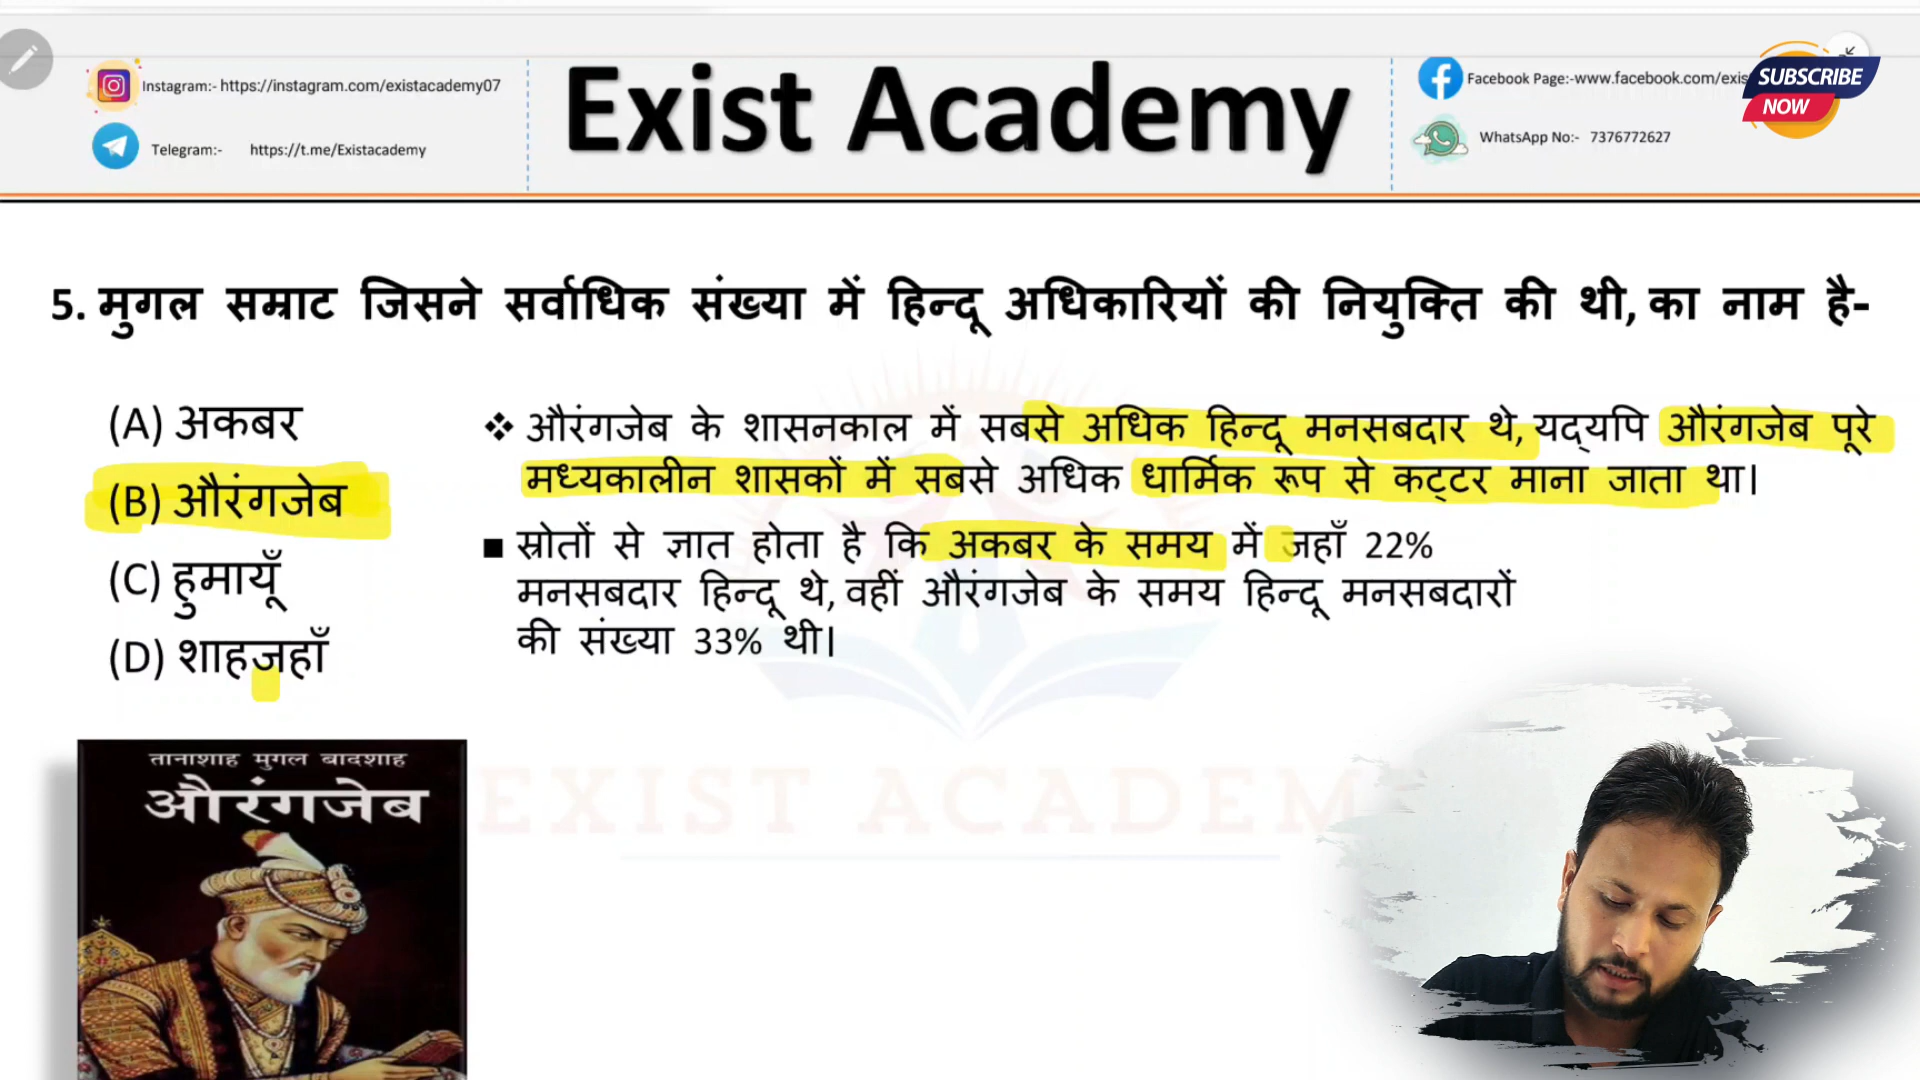 Instagram:- https://instagram.com/existacademy07
Telegram:- https://t.me/Existacademy
Exist Academy
Facebook Page:-www.facebook.com/exis
WhatsApp No:- 7376772627
SUBSCRIBE
NOW
5. मुगल सम्राट जिसने सर्वाधिक संख्या में हिन्दू अधिकारियों की नियुक्ति की थी, का नाम है-
(A) अकबर
(B) औरंगजेब
(C) हुमायूँ
(D) शाहजहाँ
❖ औरंगजेब के शासनकाल में सबसे अधिक हिन्दू मनसबदार थे, यद्यपि औरंगजेब पूरे
मध्यकालीन शासकों में सबसे अधिक धार्मिक रूप से कट्टर माना जाता था।
■ स्रोतों से ज्ञात होता है कि अकबर के समय में जहाँ 22%
मनसबदार हिन्दू थे, वहीं औरंगजेब के समय हिन्दू मनसबदारों
की संख्या 33% थी।
तानाशाह मुगल बादशाह
औरंगजेब
EXIST ACADEM